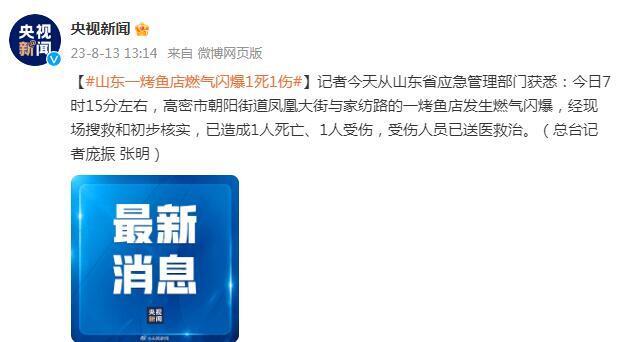 央视
新闻
央视新闻
23-8-13 13:14 来自 微博网页版
【#山东一烤鱼店燃气闪爆1死1伤#】记者今天从山东省应急管理部门获悉：今日7
时15分左右，高密市朝阳街道凤凰大街与家纺路的一烤鱼店发生燃气闪爆，经现
场搜救和初步核实，已造成1人死亡、1人受伤，受伤人员已送医救治。（总台记
者庞振 张明）
最新
消息
央视
新闻
@央视新闻